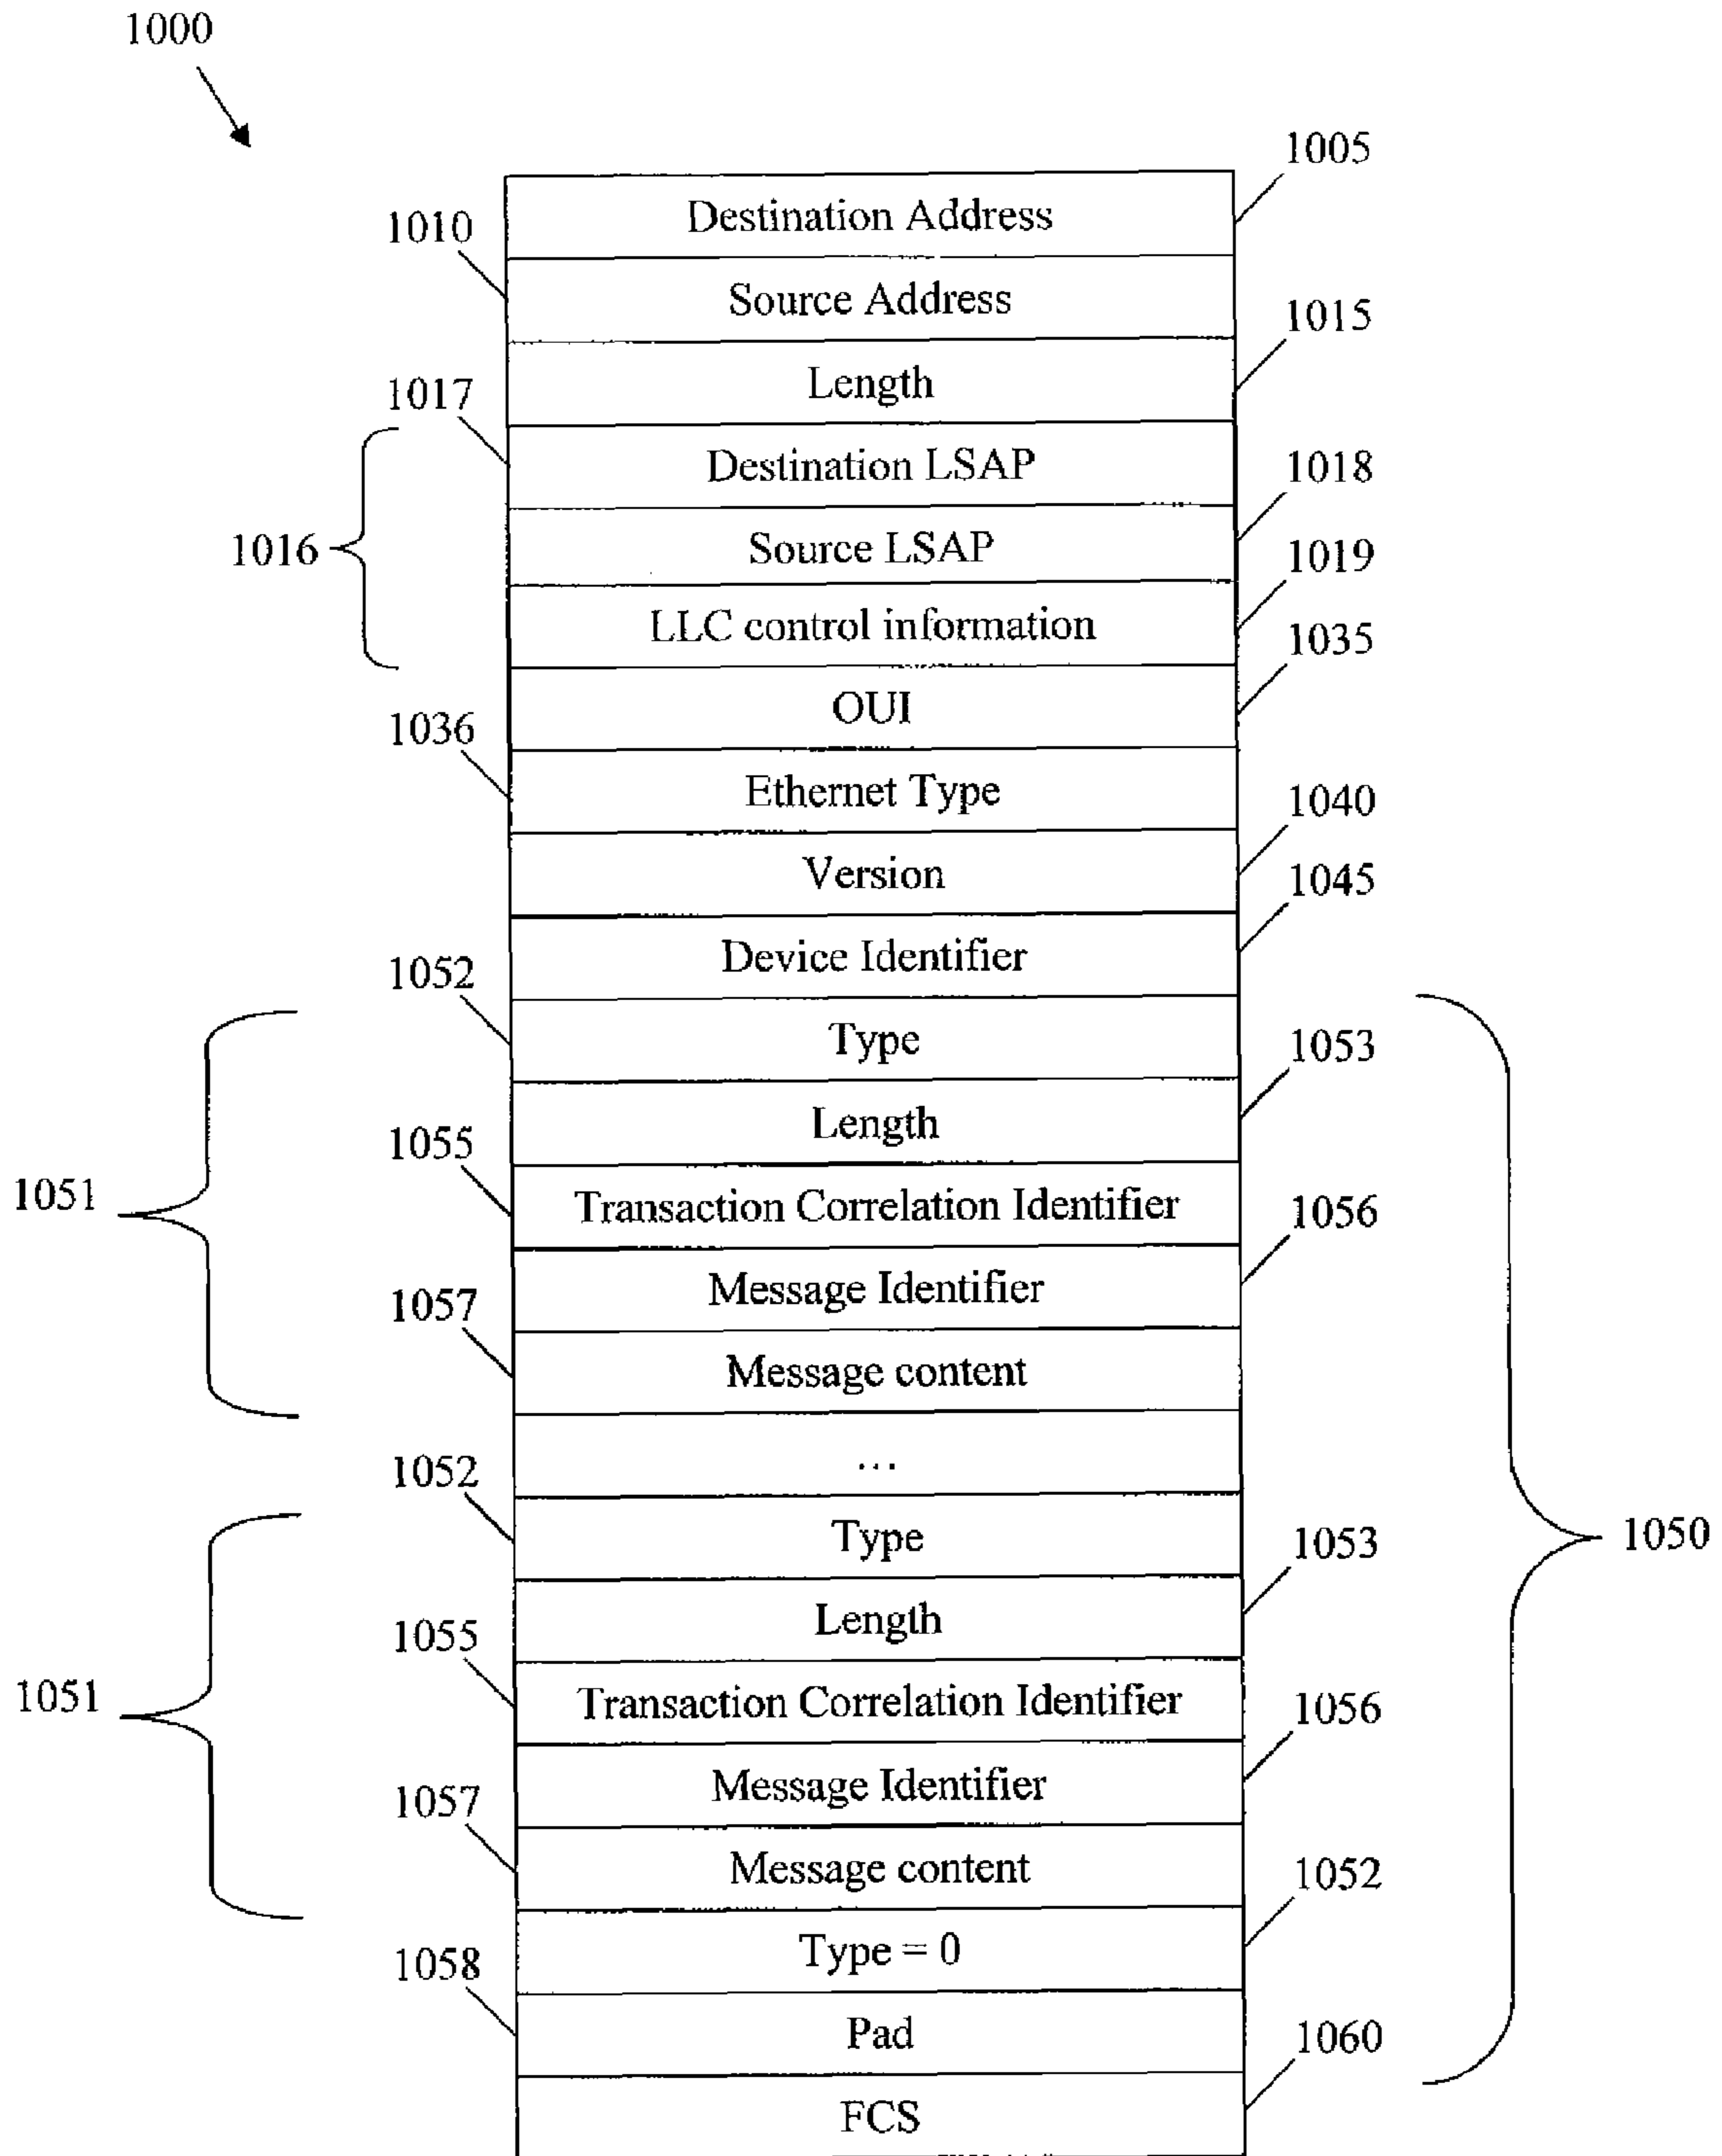 1000
1005
Destination Address
1010
Source Address
1015
Length
1017
Destination LSAP
1018
1016
Source LSAP
1019
LLC control information
1035
OUI
1036
Ethernet Type
1040
Version
1045
Device Identifier
1052
Type
1053
Length
1055
1051
Transaction Correlation Identifier
1056
Message Identifier
1057
Message content
...
1052
Type
1053
1050
Length
1055
1051
Transaction Correlation Identifier
1056
Message Identifier
1057
Message content
1052
Type = 0
1058
Pad
1060
FCS